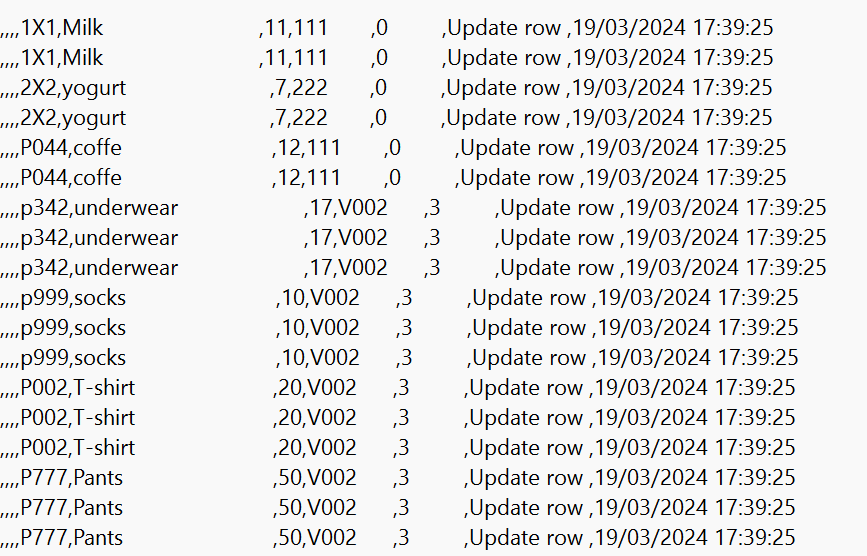 ,,,,1X1,Milk ,11,111 ,0 ,Update row ,19/03/2024 17:39:25
,,,,1X1,Milk ,11,111 ,0 ,Update row ,19/03/2024 17:39:25
,,,,2X2,yogurt ,7,222 ,0 ,Update row ,19/03/2024 17:39:25
,,,,2X2,yogurt ,7,222 ,0 ,Update row ,19/03/2024 17:39:25
,,,,P044,coffe ,12,111 ,0 ,Update row ,19/03/2024 17:39:25
,,,,P044,coffe ,12,111 ,0 ,Update row ,19/03/2024 17:39:25
,,,,p342,underwear ,17,V002 ,3 ,Update row ,19/03/2024 17:39:25
,,,,p342,underwear ,17,V002 ,3 ,Update row ,19/03/2024 17:39:25
,,,,p342,underwear ,17,V002 ,3 ,Update row ,19/03/2024 17:39:25
,,,,p999,socks ,10,V002 ,3 ,Update row ,19/03/2024 17:39:25
,,,,p999,socks ,10,V002 ,3 ,Update row ,19/03/2024 17:39:25
,,,,p999,socks ,10,V002 ,3 ,Update row ,19/03/2024 17:39:25
,,,,P002,T-shirt ,20,V002 ,3 ,Update row ,19/03/2024 17:39:25
,,,,P002,T-shirt ,20,V002 ,3 ,Update row ,19/03/2024 17:39:25
,,,,P002,T-shirt ,20,V002 ,3 ,Update row ,19/03/2024 17:39:25
,,,,P777,Pants ,50,V002 ,3 ,Update row ,19/03/2024 17:39:25
,,,,P777,Pants ,50,V002 ,3 ,Update row ,19/03/2024 17:39:25
,,,,P777,Pants ,50,V002 ,3 ,Update row ,19/03/2024 17:39:25